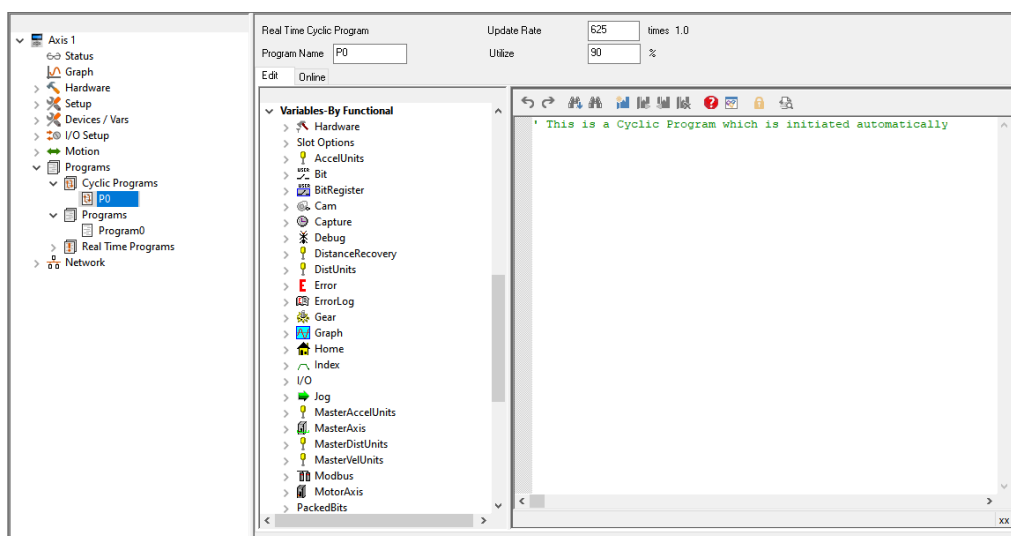 Axis 1
Status
Graph
Hardware
Setup
Devices / Vars
I/O Setup
Motion
Programs
Cyclic Programs
P0
Programs
Program0
Real Time Programs
Network
Real Time Cyclic Program
Update Rate 625 times 1.0
Program Name P0
Utilize 90 %
Edit Online
Variables-By Functional
Hardware
Slot Options
AccelUnits
Bit
BitRegister
Cam
Capture
Debug
DistanceRecovery
DistUnits
Error
ErrorLog
Gear
Graph
Home
Index
I/O
Jog
MasterAccelUnits
MasterAxis
MasterDistUnits
MasterVelUnits
Modbus
MotorAxis
PackedBits
' This is a Cyclic Program which is initiated automatically
xx